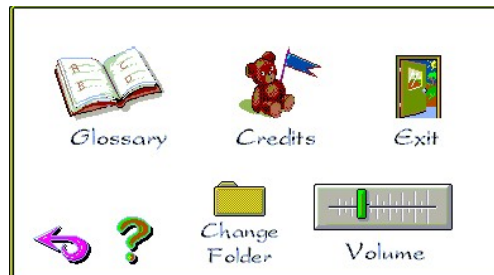 A C
B D
Glossary
Credits
Exit
?
Change
Folder
Volume